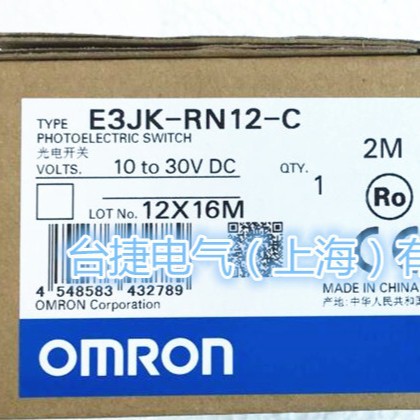 TYPE E3JK-RN12-C
PHOTOELECTRIC SWITCH
光电开关
2M
VOLTS. 10 to 30V DC
QTY. 1
Ro
LOT No. 12X16M
台捷电气(上海)有
CE
4 548583 432789
OMRON Corporation
MADE IN CHINA
产地:中华人民共和国
OMRON